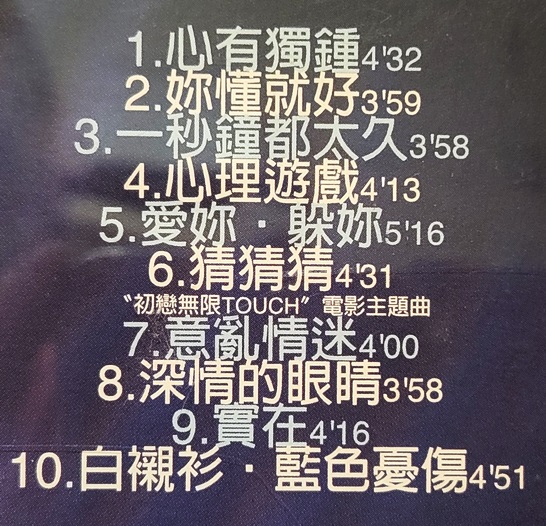 1.心有獨鍾4'32
2.妳懂就好3'59
3.一秒鐘都太久3'58
4.心理遊戲4'13
5.愛妳·躲妳5'16
6.猜猜猜4'31
〝初戀無限TOUCH〞電影主題曲
7.意亂情迷4'00
8.深情的眼睛3'58
9.實在4'16
10.白襯衫·藍色憂傷4'51